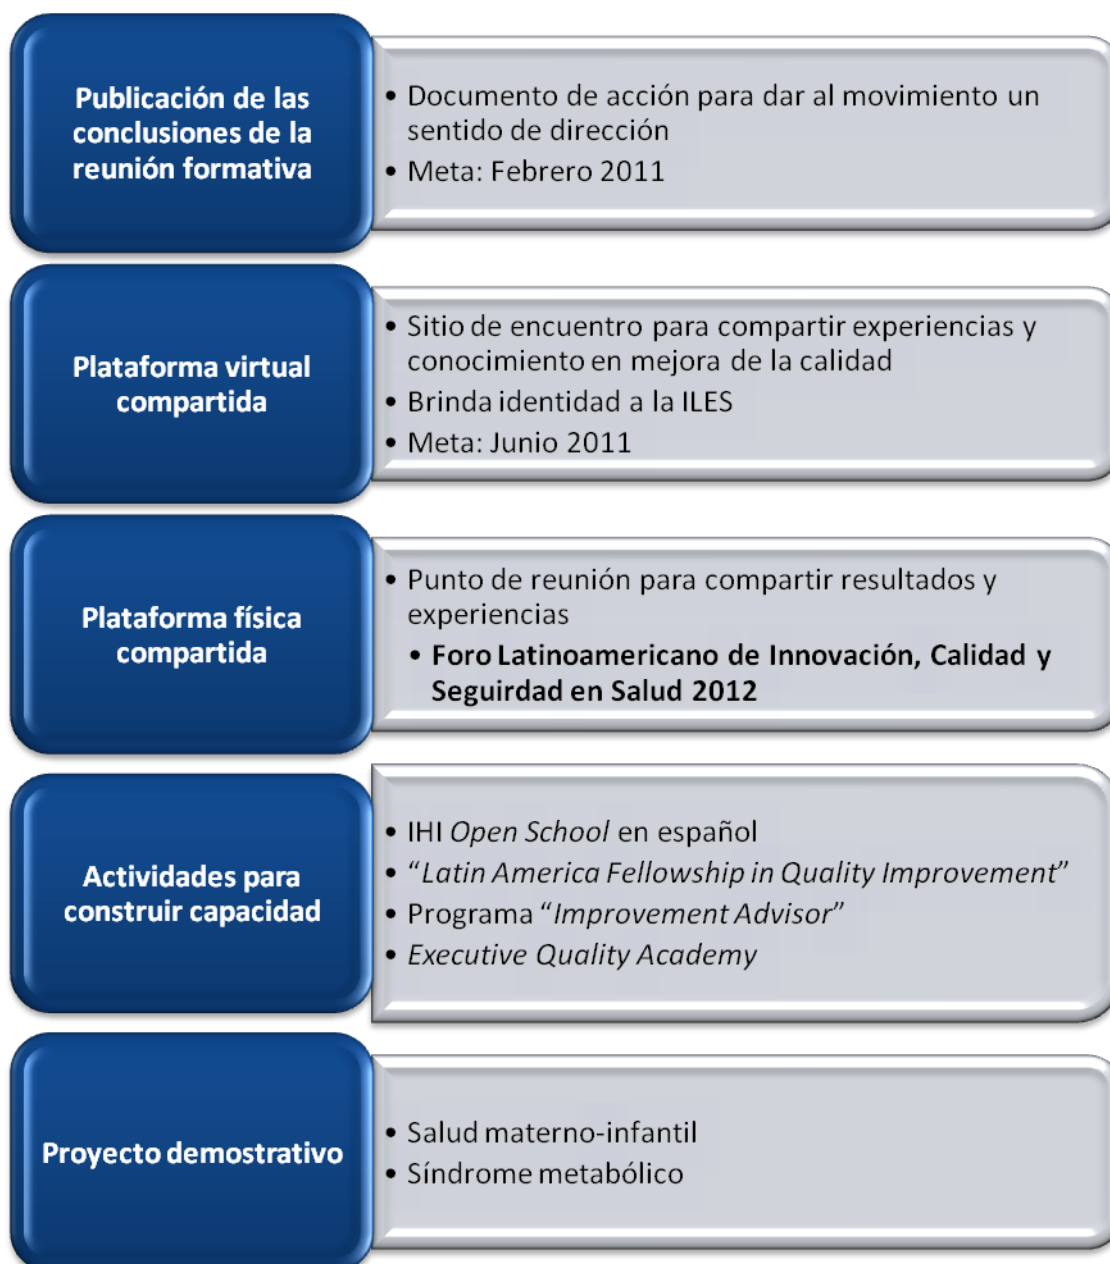 Publicación de las
conclusiones de la
reunión formativa
• Documento de acción para dar al movimiento un
sentido de dirección
• Meta: Febrero 2011
Plataforma virtual
compartida
• Sitio de encuentro para compartir experiencias y
conocimiento en mejora de la calidad
• Brinda identidad a la ILES
• Meta: Junio 2011
Plataforma física
compartida
• Punto de reunión para compartir resultados y
experiencias
• Foro Latinoamericano de Innovación, Calidad y
Seguirdad en Salud 2012
Actividades para
construir capacidad
• IHI Open School en español
• “Latin America Fellowship in Quality Improvement”
• Programa “Improvement Advisor”
• Executive Quality Academy
Proyecto demostrativo
• Salud materno-infantil
• Síndrome metabólico